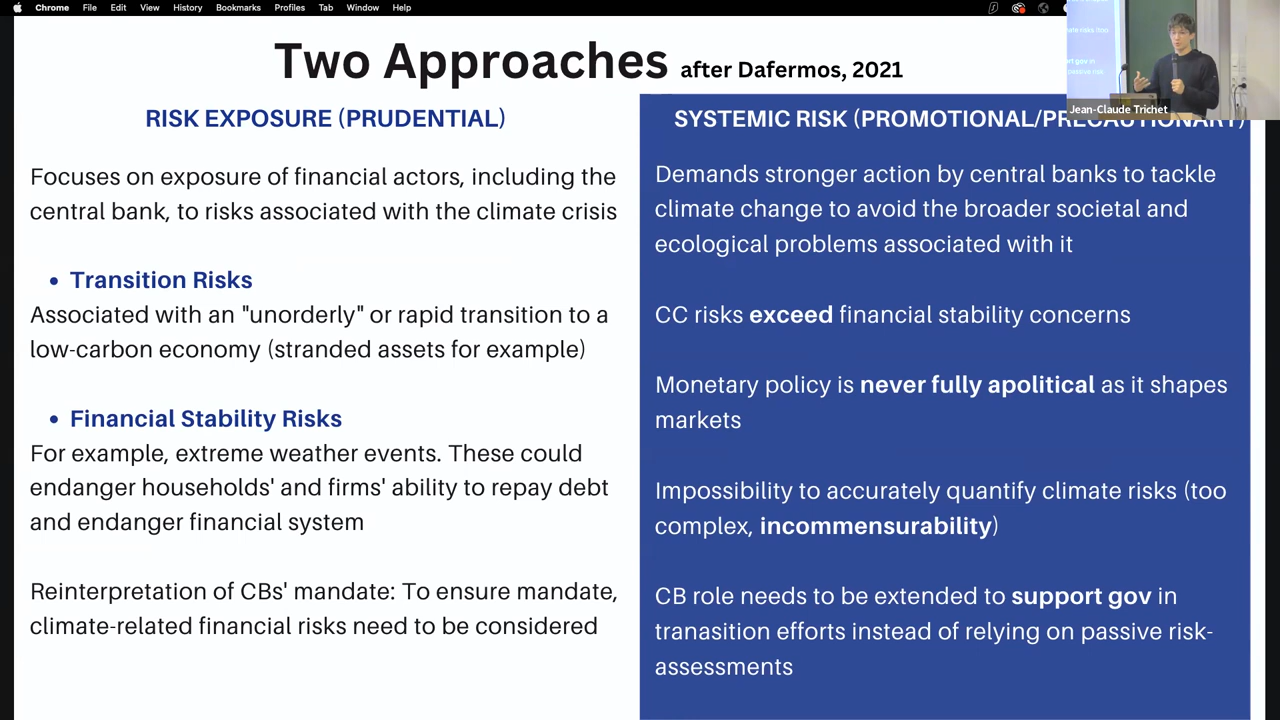 Chrome File Edit View History Bookmarks Profiles Tab Window Help
Two Approaches after Dafermos, 2021
RISK EXPOSURE (PRUDENTIAL)
Focuses on exposure of financial actors, including the
central bank, to risks associated with the climate crisis
• Transition Risks
Associated with an "unorderly" or rapid transition to a
low-carbon economy (stranded assets for example)
• Financial Stability Risks
For example, extreme weather events. These could
endanger households' and firms' ability to repay debt
and endanger financial system
Reinterpretation of CBs' mandate: To ensure mandate,
climate-related financial risks need to be considered
SYSTEMIC RISK (PROMOTIONAL/PRECAUTIONARY)
Demands stronger action by central banks to tackle
climate change to avoid the broader societal and
ecological problems associated with it
CC risks exceed financial stability concerns
Monetary policy is never fully apolitical as it shapes
markets
Impossibility to accurately quantify climate risks (too
complex, incommensurability)
CB role needs to be extended to support gov in
tranasition efforts instead of relying on passive risk-
assessments
Jean-Claude Trichet